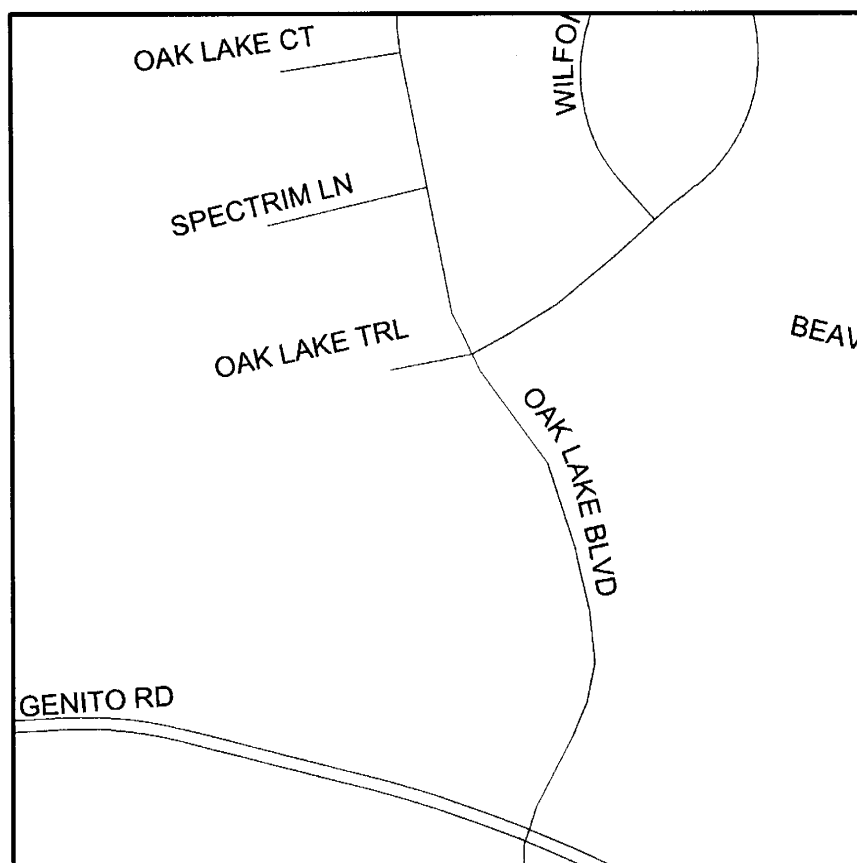 OAK LAKE CT
SPECTRIM LN
OAK LAKE TRL
OAK LAKE BLVD
GENITO RD